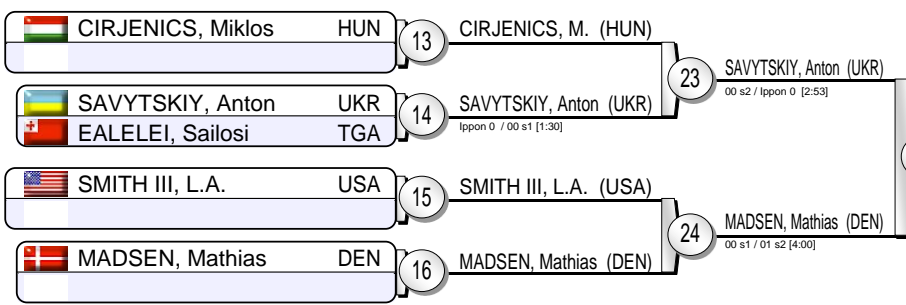 CIRJENICS, Miklos HUN
13
CIRJENICS, M. (HUN)
SAVYTSKIY, Anton UKR
EALELEI, Sailosi TGA
14
SAVYTSKIY, Anton (UKR)
Ippon 0 / 00 s1 [1:30]
23
SAVYTSKIY, Anton (UKR)
00 s2 / Ippon 0 [2:53]
SMITH III, L.A. USA
15
SMITH III, L.A. (USA)
MADSEN, Mathias DEN
16
MADSEN, Mathias (DEN)
24
MADSEN, Mathias (DEN)
00 s1 / 01 s2 [4:00]